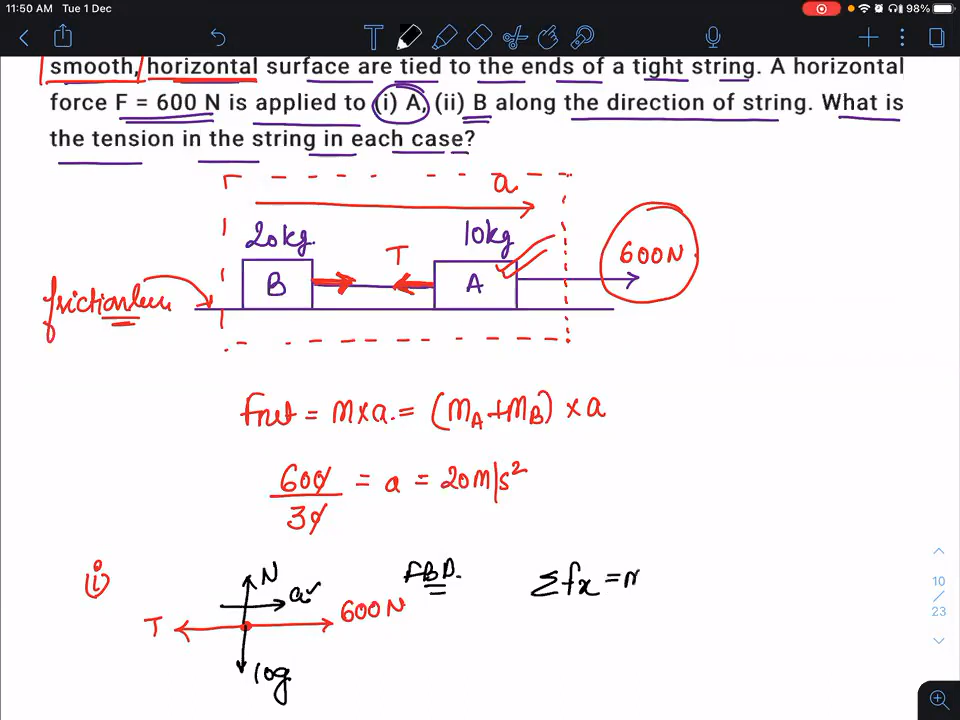 11:50 AM Tue 1 Dec
98%
smooth, horizontal surface are tied to the ends of a tight string. A horizontal
force F = 600 N is applied to (i) A, (ii) B along the direction of string. What is
the tension in the string in each case?
a
20kg. T 10kg
600N
B A
frictionless
Fnet = m×a = (mA+mB) × a
600/30 = a = 20m/s²
(i) N FBD. Σfx = m
a
T 600N
10g
10
/
23